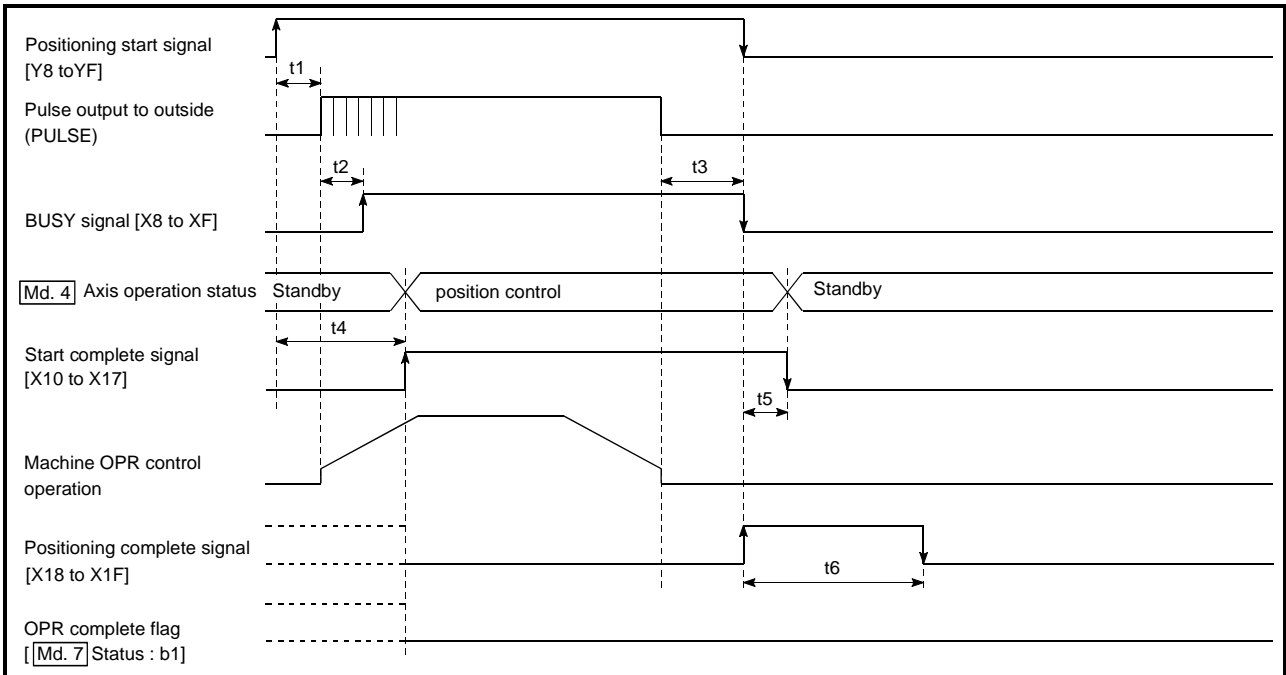 Positioning start signal
[Y8 toYF]
t1
Pulse output to outside
(PULSE)
t2
t3
BUSY signal [X8 to XF]
Md. 4 Axis operation status Standby position control Standby
t4
Start complete signal
[X10 to X17]
t5
Machine OPR control
operation
Positioning complete signal
[X18 to X1F]
t6
OPR complete flag
[ Md. 7 Status : b1]